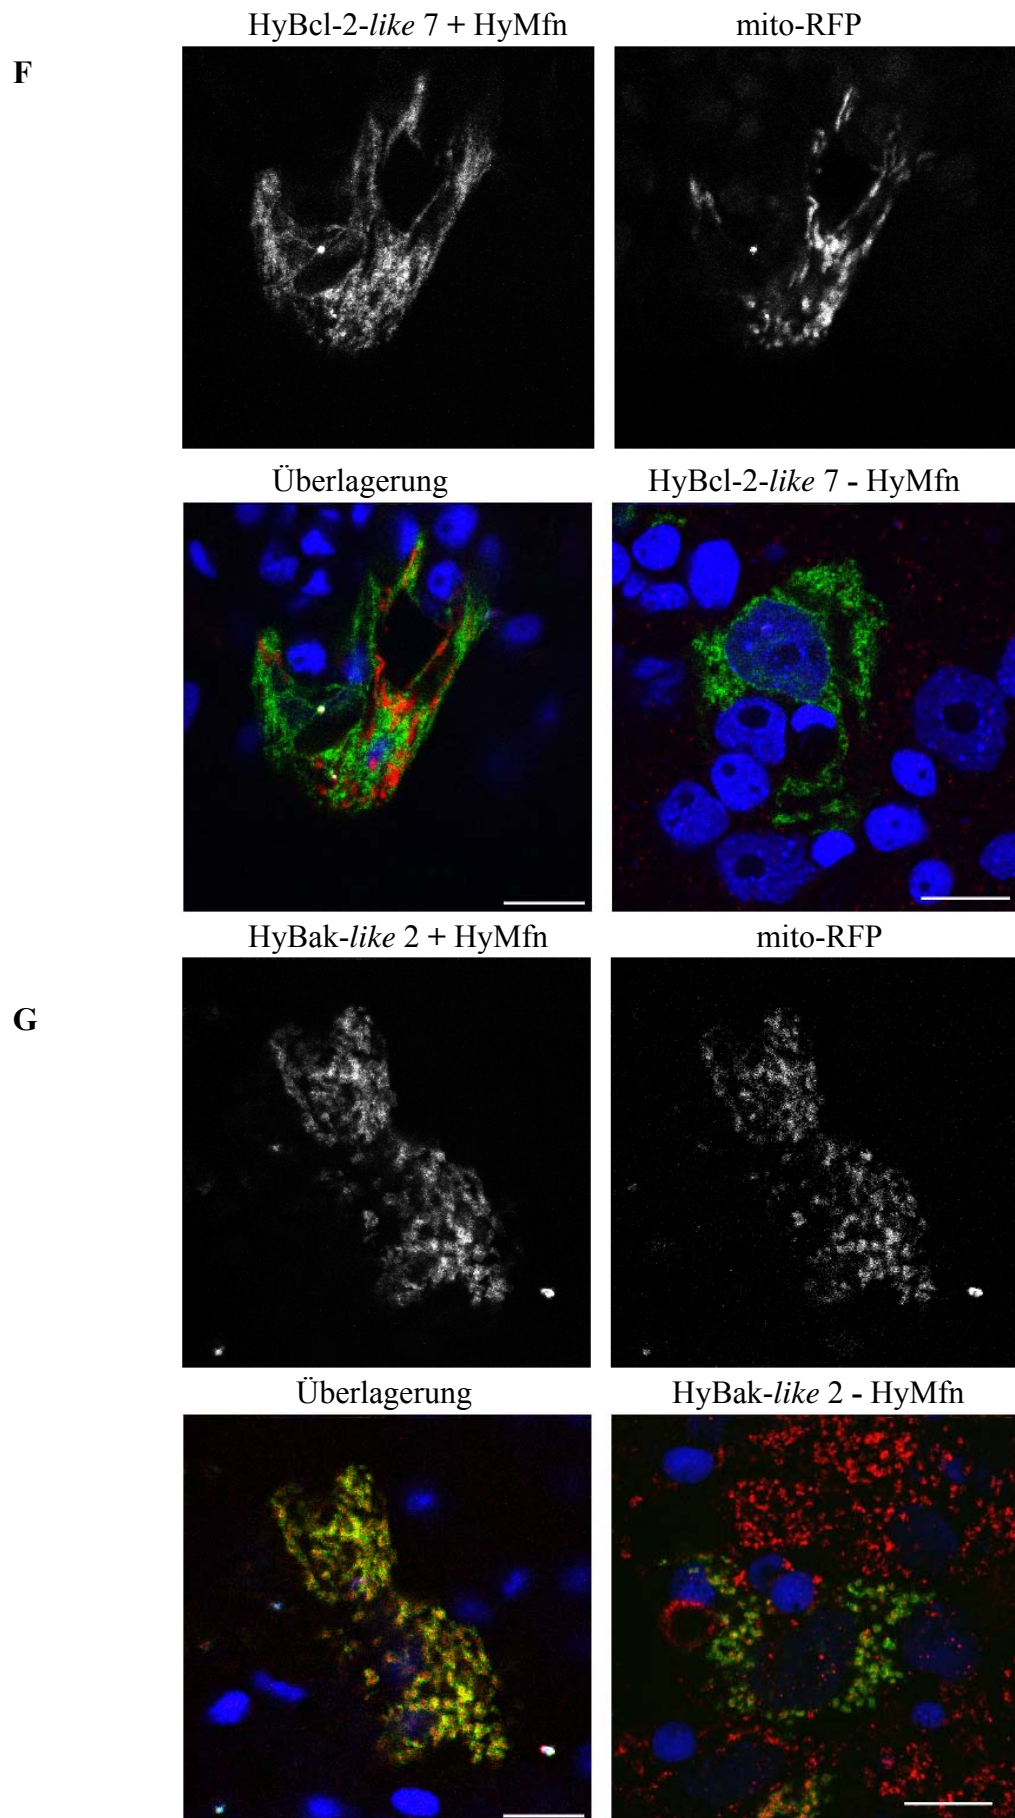 HyBcl-2-like 7 + HyMfn mito-RFP
F
Überlagerung HyBcl-2-like 7 - HyMfn
HyBak-like 2 + HyMfn mito-RFP
G
Überlagerung HyBak-like 2 - HyMfn